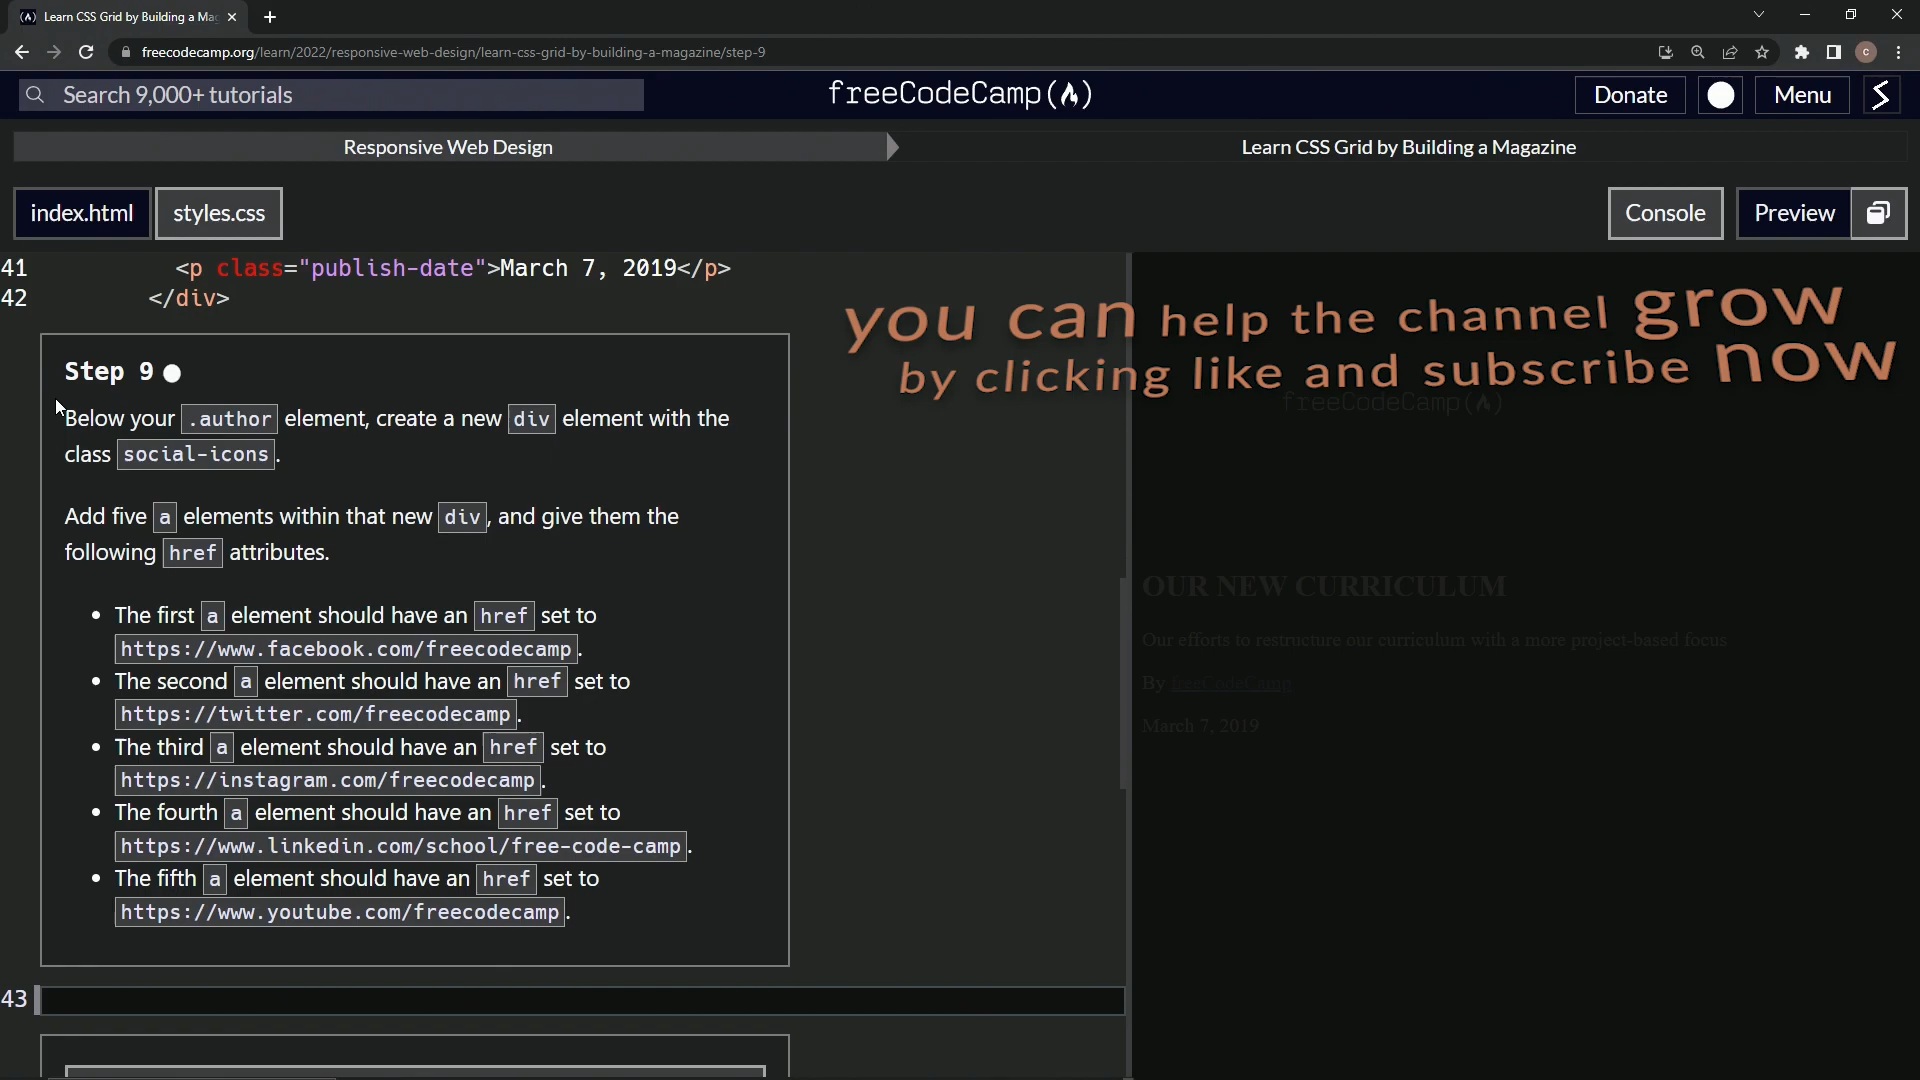 Learn CSS Grid by Building a Mag
freecodecamp.org/learn/2022/responsive-web-design/learn-css-grid-by-building-a-magazine/step-9
C
Search 9,000+ tutorials
freeCodeCamp
Donate
Menu
Responsive Web Design
Learn CSS Grid by Building a Magazine
index.html
styles.css
Console
Preview
41 <p class="publish-date">March 7, 2019</p>
42 </div>
you can help the channel grow
by clicking like and subscribe now
freeCodeCamp
Step 9
Below your .author element, create a new div element with the
class social-icons.
Add five a elements within that new div, and give them the
following href attributes.
• The first a element should have an href set to
https://www.facebook.com/freecodecamp.
• The second a element should have an href set to
https://twitter.com/freecodecamp.
• The third a element should have an href set to
https://instagram.com/freecodecamp.
• The fourth a element should have an href set to
https://www.linkedin.com/school/free-code-camp.
• The fifth a element should have an href set to
https://www.youtube.com/freecodecamp.
43
OUR NEW CURRICULUM
Our efforts to restructure our curriculum with a more project-based focus
By freeCodeCamp
March 7, 2019